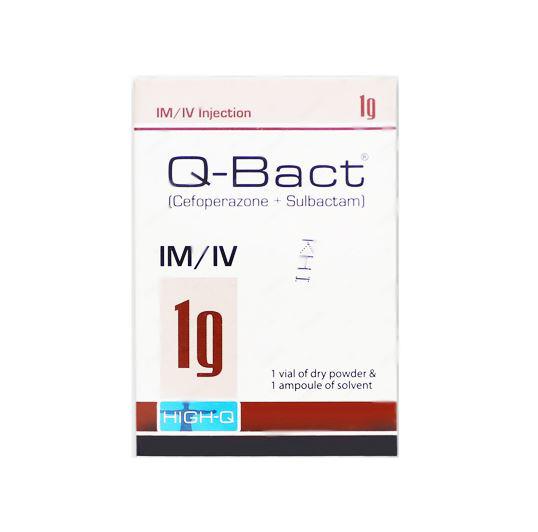 IM/IV Injection 1g
Q-Bact®
(Cefoperazone + Sulbactam)
IM/IV
KHI
1g
1 vial of dry powder &
1 ampoule of solvent
HIGH-Q